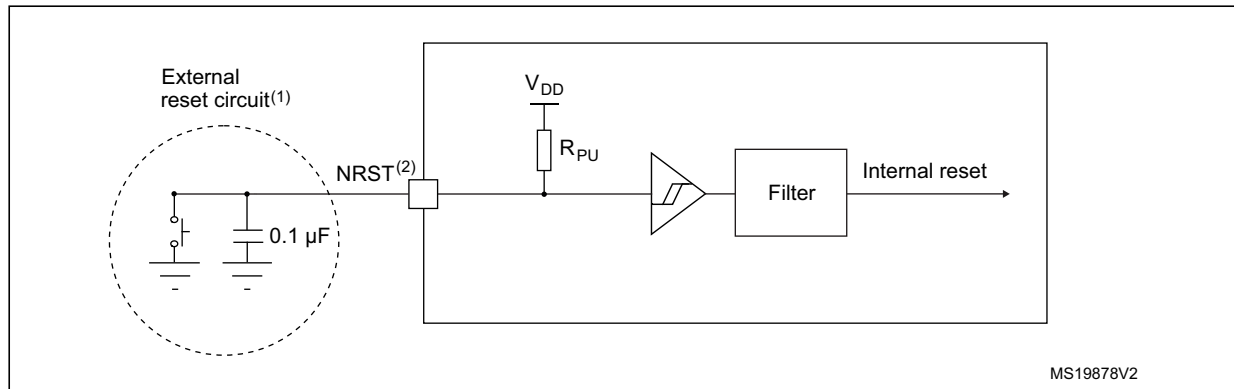 External
reset circuit(1)
VDD
RPU
NRST(2)
Filter
Internal reset
0.1 µF
MS19878V2